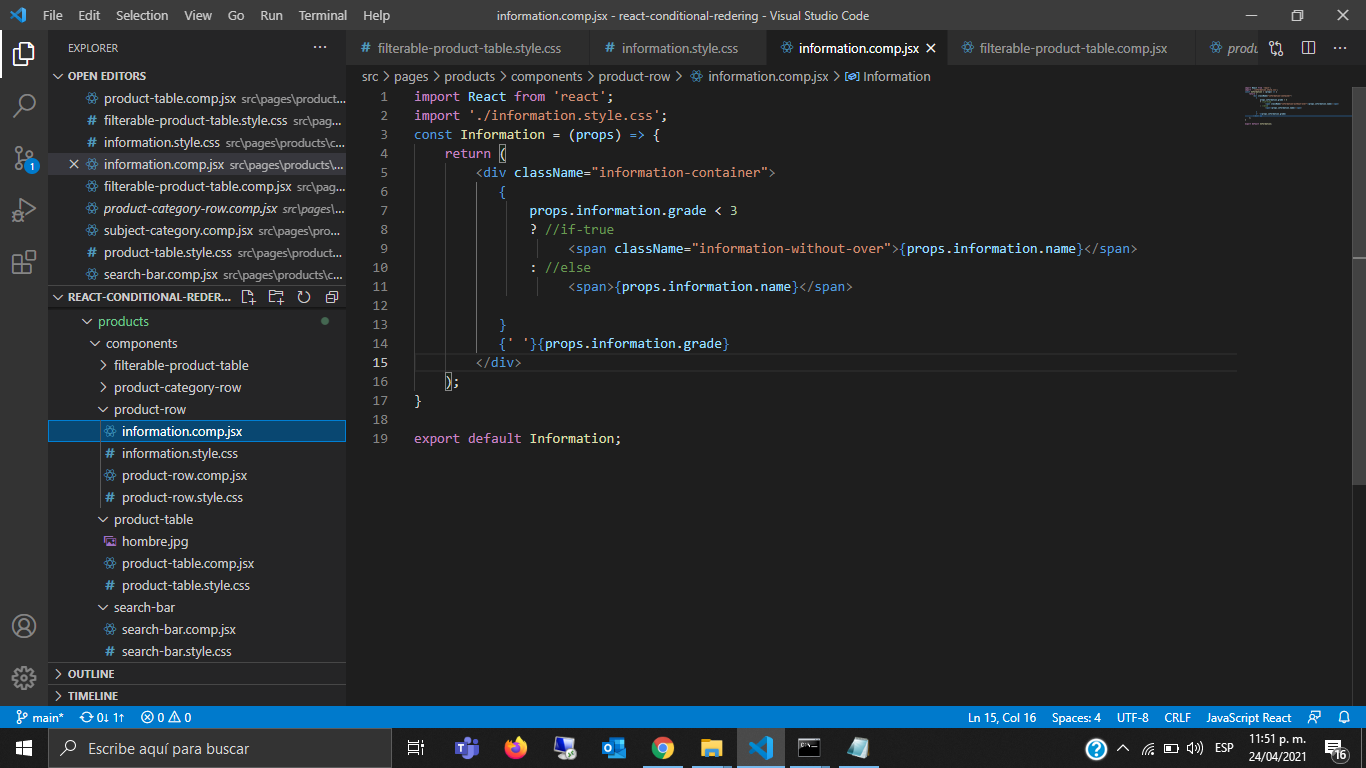 File Edit Selection View Go Run Terminal Help
information.comp.jsx - react-conditional-redering - Visual Studio Code
EXPLORER
OPEN EDITORS
product-table.comp.jsx src\pages\product...
filterable-product-table.style.css src\pag...
information.style.css src\pages\products\c...
information.comp.jsx src\pages\products\...
filterable-product-table.comp.jsx src\pag...
product-category-row.comp.jsx src\pages\...
subject-category.comp.jsx src\pages\pro...
product-table.style.css src\pages\product...
search-bar.comp.jsx src\pages\products\c...
REACT-CONDITIONAL-REDER...
products
components
filterable-product-table
product-category-row
product-row
information.comp.jsx
information.style.css
product-row.comp.jsx
product-row.style.css
product-table
hombre.jpg
product-table.comp.jsx
product-table.style.css
search-bar
search-bar.comp.jsx
search-bar.style.css
OUTLINE
TIMELINE
1
# filterable-product-table.style.css
# information.style.css
information.comp.jsx
filterable-product-table.comp.jsx
produ
src > pages > products > components > product-row > information.comp.jsx > Information
1 import React from 'react';
2 import './information.style.css';
3 const Information = (props) => {
4 return (
5 <div className="information-container">
6 {
7 props.information.grade < 3
8 ? //if-true
9 <span className="information-without-over">{props.information.name}</span>
10 : //else
11 <span>{props.information.name}</span>
12
13 }
14 {' '}{props.information.grade}
15 </div>
16 );
17 }
18
19 export default Information;
main* 0↓ 1↑ 0 0
Ln 15, Col 16 Spaces: 4 UTF-8 CRLF JavaScript React
Escribe aquí para buscar
ESP
11:51 p. m.
24/04/2021
16